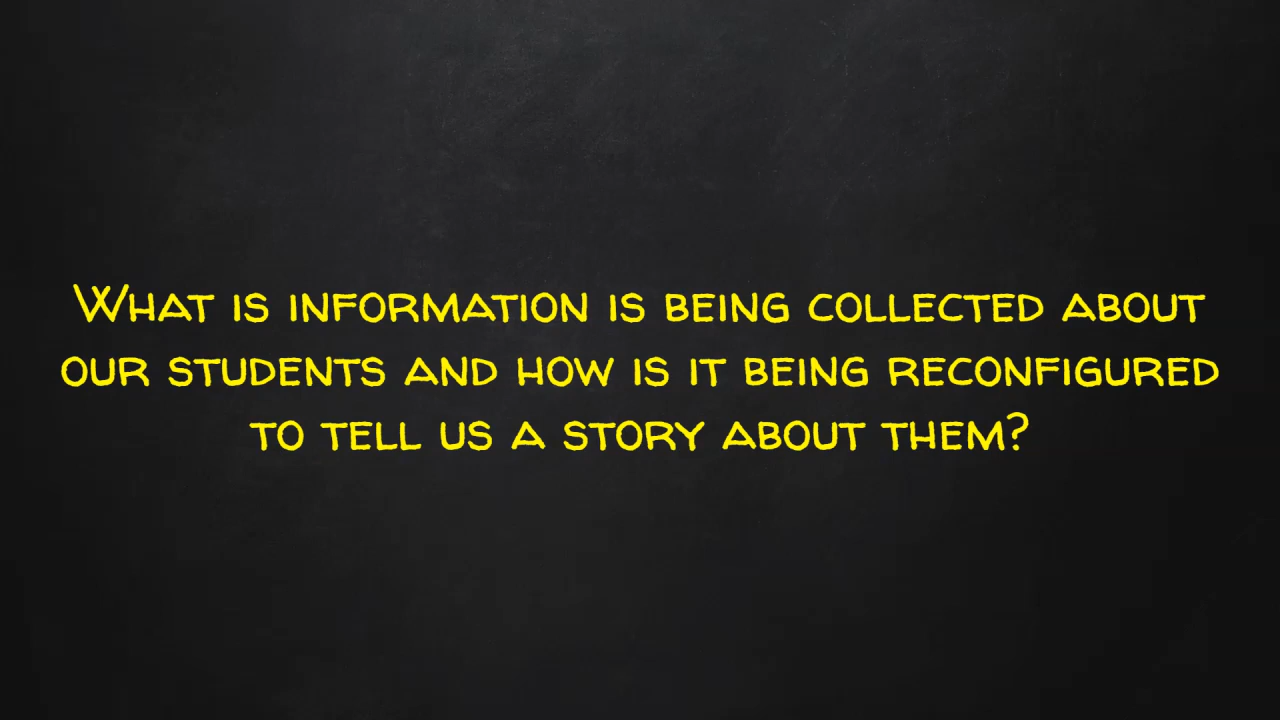 What is information is being collected about
our students and how is it being reconfigured
to tell us a story about them?